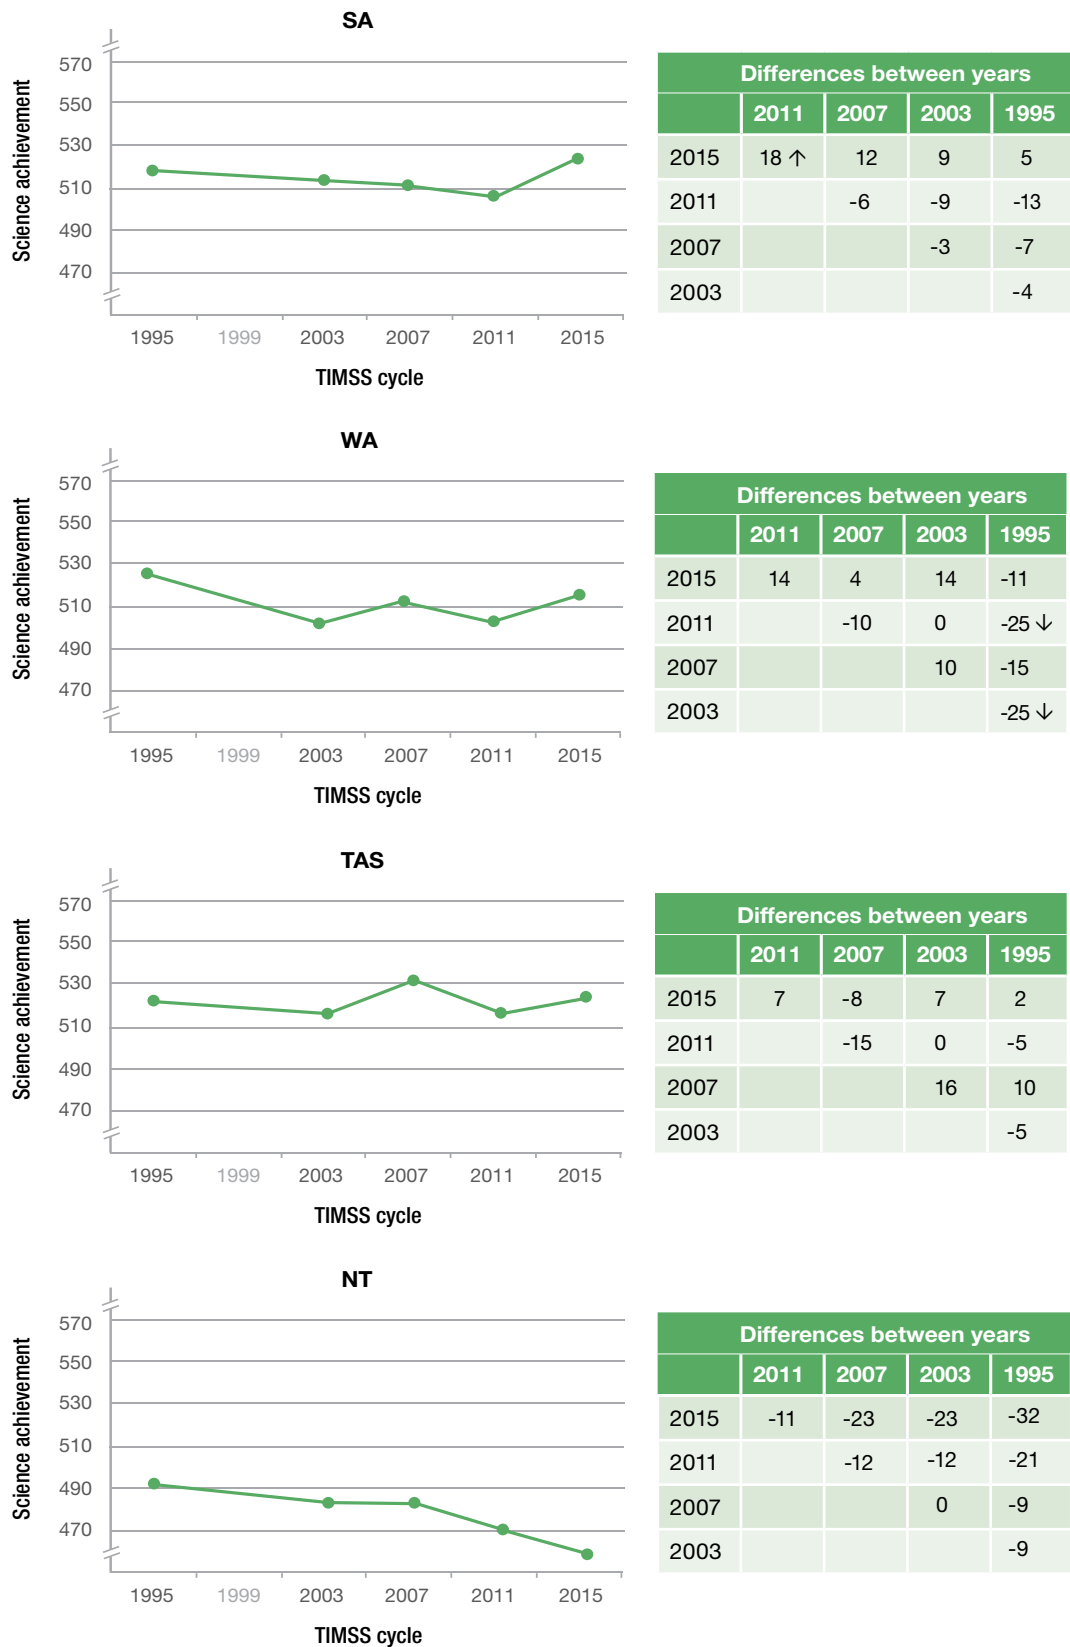 SA
Science achievement
570
550
530
510
490
470
1995 1999 2003 2007 2011 2015
TIMSS cycle
Differences between years
2011 2007 2003 1995
2015 18 ↑ 12 9 5
2011 -6 -9 -13
2007 -3 -7
2003 -4
WA
Science achievement
570
550
530
510
490
470
1995 1999 2003 2007 2011 2015
TIMSS cycle
Differences between years
2011 2007 2003 1995
2015 14 4 14 -11
2011 -10 0 -25 ↓
2007 10 -15
2003 -25 ↓
TAS
Science achievement
570
550
530
510
490
470
1995 1999 2003 2007 2011 2015
TIMSS cycle
Differences between years
2011 2007 2003 1995
2015 7 -8 7 2
2011 -15 0 -5
2007 16 10
2003 -5
NT
Science achievement
570
550
530
510
490
470
1995 1999 2003 2007 2011 2015
TIMSS cycle
Differences between years
2011 2007 2003 1995
2015 -11 -23 -23 -32
2011 -12 -12 -21
2007 0 -9
2003 -9